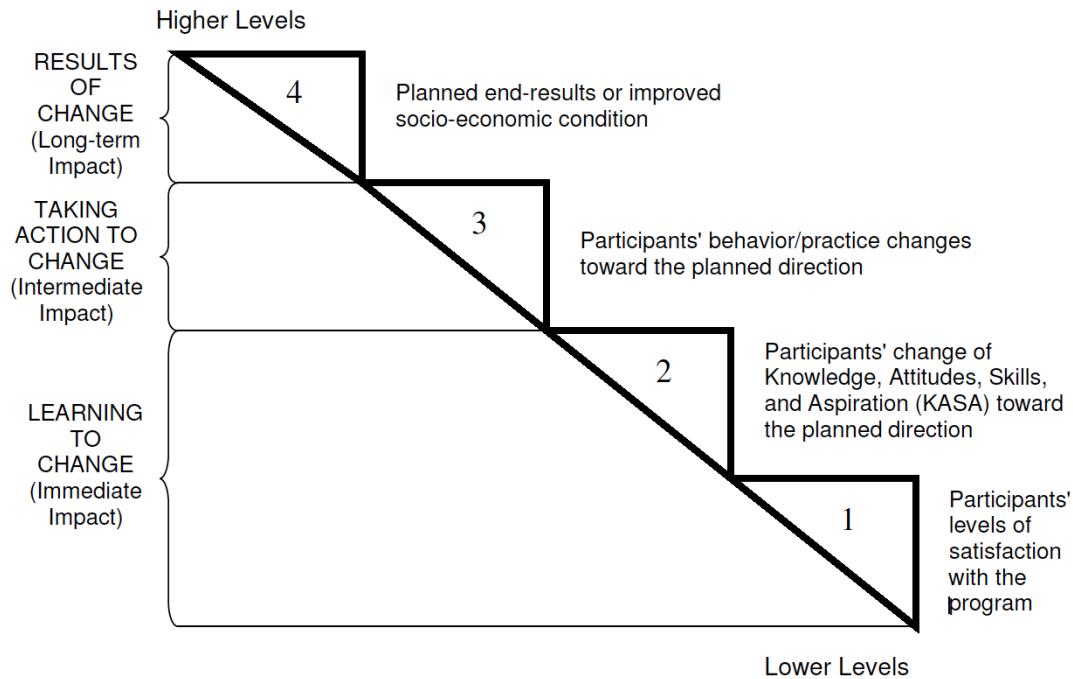 Higher Levels
RESULTS
OF
CHANGE
(Long-term
Impact)
4
Planned end-results or improved
socio-economic condition
TAKING
ACTION TO
CHANGE
(Intermediate
Impact)
3
Participants' behavior/practice changes
toward the planned direction
LEARNING
TO
CHANGE
(Immediate
Impact)
2
Participants' change of
Knowledge, Attitudes, Skills,
and Aspiration (KASA) toward
the planned direction
1
Participants'
levels of
satisfaction
with the
program
Lower Levels